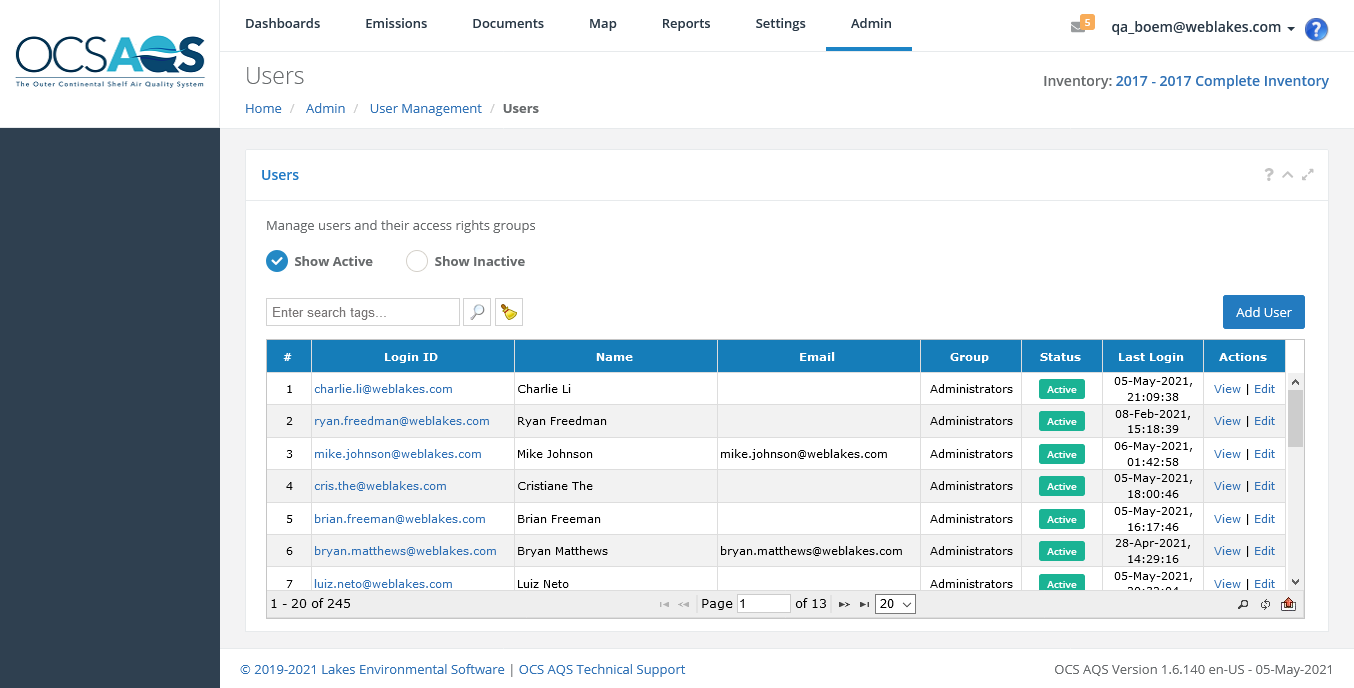 OCSAQS
The Outer Continental Shelf Air Quality System
Dashboards Emissions Documents Map Reports Settings Admin 5 qa_boem@weblakes.com ?
Users
Inventory: 2017 - 2017 Complete Inventory
Home / Admin / User Management / Users
Users ?
Manage users and their access rights groups
Show Active Show Inactive
Enter search tags... Add User
# Login ID Name Email Group Status Last Login Actions
1 charlie.li@weblakes.com Charlie Li Administrators Active 05-May-2021, 21:09:38 View | Edit
2 ryan.freedman@weblakes.com Ryan Freedman Administrators Active 08-Feb-2021, 15:18:39 View | Edit
3 mike.johnson@weblakes.com Mike Johnson mike.johnson@weblakes.com Administrators Active 06-May-2021, 01:42:58 View | Edit
4 cris.the@weblakes.com Cristiane The Administrators Active 05-May-2021, 18:00:46 View | Edit
5 brian.freeman@weblakes.com Brian Freeman Administrators Active 05-May-2021, 16:17:46 View | Edit
6 bryan.matthews@weblakes.com Bryan Matthews bryan.matthews@weblakes.com Administrators Active 28-Apr-2021, 14:29:16 View | Edit
7 luiz.neto@weblakes.com Luiz Neto Administrators Active 05-May-2021, View | Edit
1 - 20 of 245 Page 1 of 13 20
© 2019-2021 Lakes Environmental Software | OCS AQS Technical Support OCS AQS Version 1.6.140 en-US - 05-May-2021